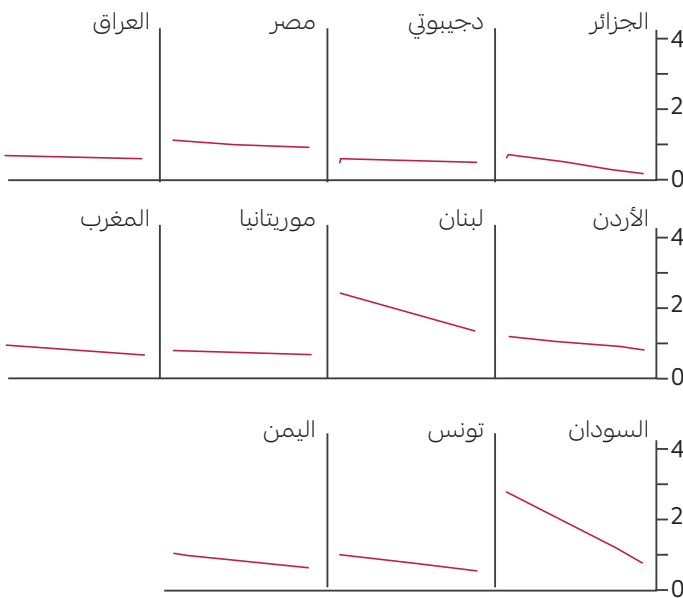 الجزائر
دجيبوتي
مصر
العراق
4
2
0
الأردن
لبنان
موريتانيا
المغرب
4
2
0
السودان
تونس
اليمن
4
2
0